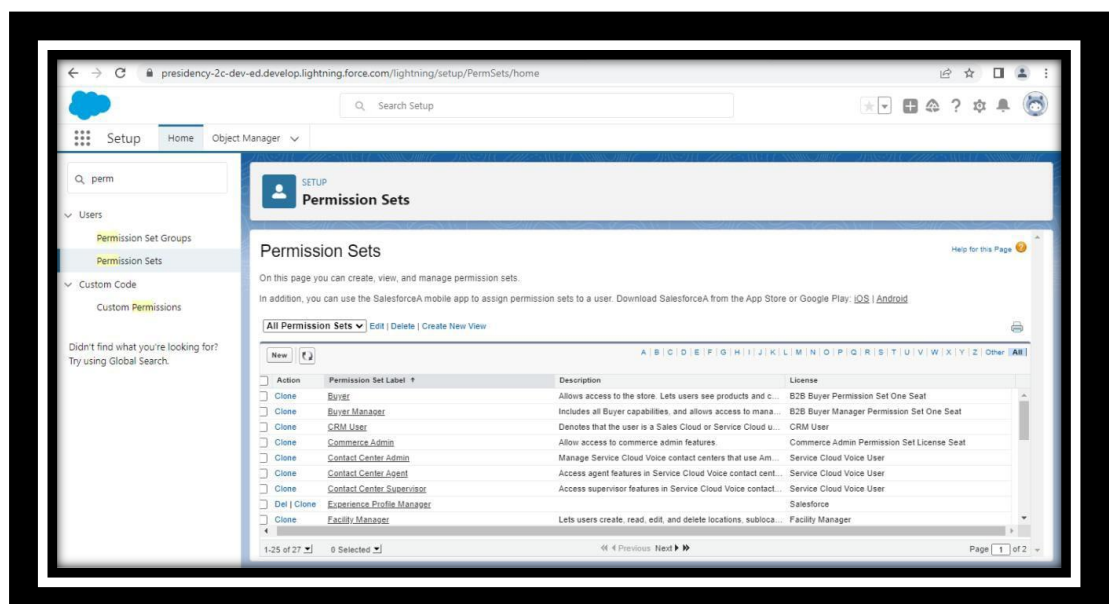 presidency-2c-dev-ed.develop.lightning.force.com/lightning/setup/PermSets/home
Search Setup
Setup Home Object Manager
perm
Users
Permission Set Groups
Permission Sets
Custom Code
Custom Permissions
Didn't find what you're looking for?
Try using Global Search.
SETUP
Permission Sets
Permission Sets
Help for this Page
On this page you can create, view, and manage permission sets.
In addition, you can use the SalesforceA mobile app to assign permission sets to a user. Download SalesforceA from the App Store or Google Play: iOS | Android
All Permission Sets Edit | Delete | Create New View
New A | B | C | D | E | F | G | H | I | J | K | L | M | N | O | P | Q | R | S | T | U | V | W | X | Y | Z | Other All
Action Permission Set Label ↑ Description License
Clone Buyer Allows access to the store. Lets users see products and c... B2B Buyer Permission Set One Seat
Clone Buyer Manager Includes all Buyer capabilities, and allows access to mana... B2B Buyer Manager Permission Set One Seat
Clone CRM User Denotes that the user is a Sales Cloud or Service Cloud u... CRM User
Clone Commerce Admin Allow access to commerce admin features. Commerce Admin Permission Set License Seat
Clone Contact Center Admin Manage Service Cloud Voice contact centers that use Am... Service Cloud Voice User
Clone Contact Center Agent Access agent features in Service Cloud Voice contact cent... Service Cloud Voice User
Clone Contact Center Supervisor Access supervisor features in Service Cloud Voice contact... Service Cloud Voice User
Del | Clone Experience Profile Manager Salesforce
Clone Facility Manager Lets users create, read, edit, and delete locations, subloca... Facility Manager
1-25 of 27 0 Selected Previous Next Page 1 of 2